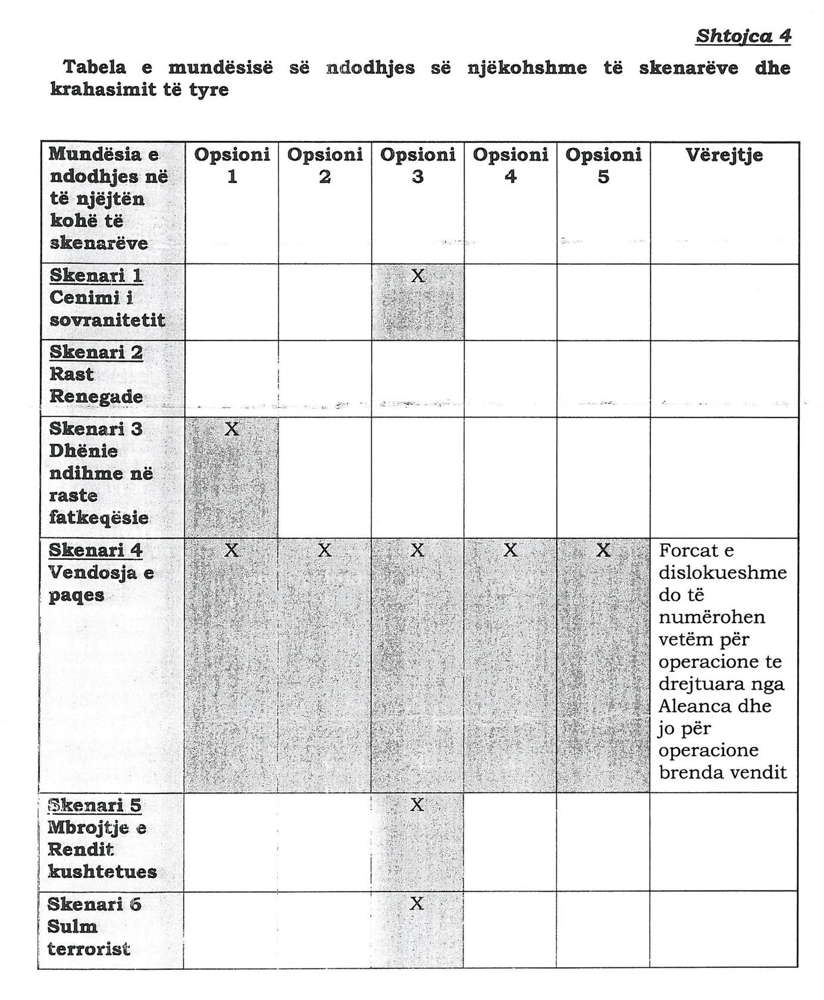 Shtojca 4
Tabela e mundësisë së ndodhjes së njëkohshme të skenarëve dhe
krahasimit të tyre
Mundësia e
ndodhjes në
të njëjtën
kohë të
skenarëve
Opsioni
1
Opsioni
2
Opsioni
3
Opsioni
4
Opsioni
5
Vërejtje
Skenari 1
Cenimi i
sovranitetit
X
Skenari 2
Rast
Renegade
Skenari 3
Dhënie
ndihme në
raste
fatkeqësie
X
Skenari 4
Vendosja e
paqes
X
X
X
X
X
Forcat e
dislokueshme
do të
numërohen
vetëm për
operacione te
drejtuara nga
Aleanca dhe
jo për
operacione
brenda vendit
Skenari 5
Mbrojtje e
Rendit
kushtetues
X
Skenari 6
Sulm
terrorist
X